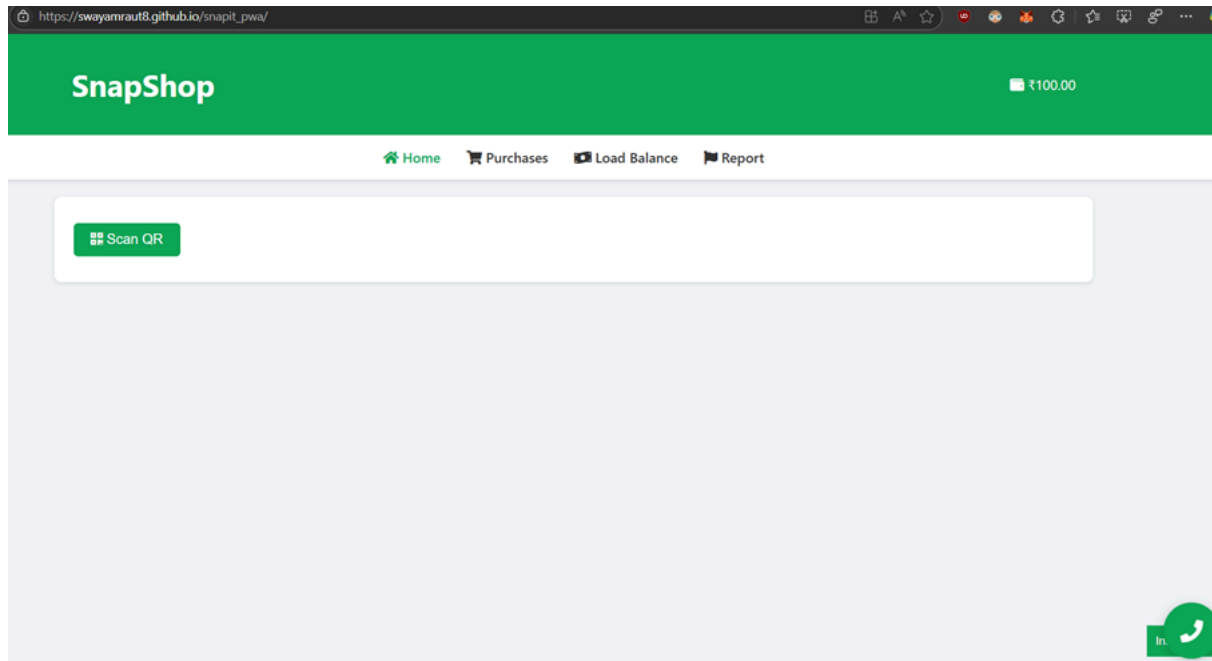 https://swayamraut8.github.io/snapit_pwa/
SnapShop
₹100.00
Home Purchases Load Balance Report
Scan QR